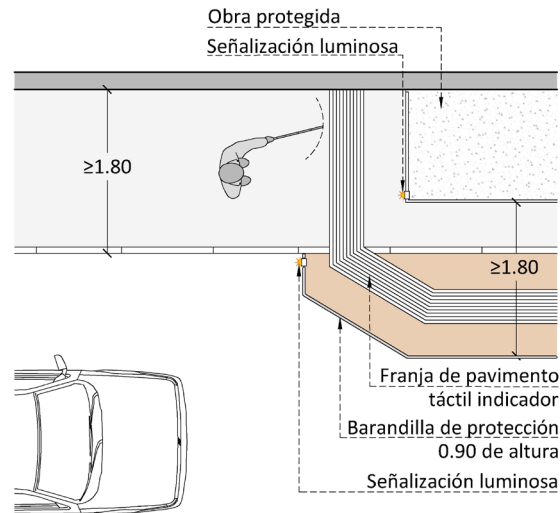 Obra protegida
Señalización luminosa
≥1.80
≥1.80
Franja de pavimento
táctil indicador
Barandilla de protección
0.90 de altura
Señalización luminosa